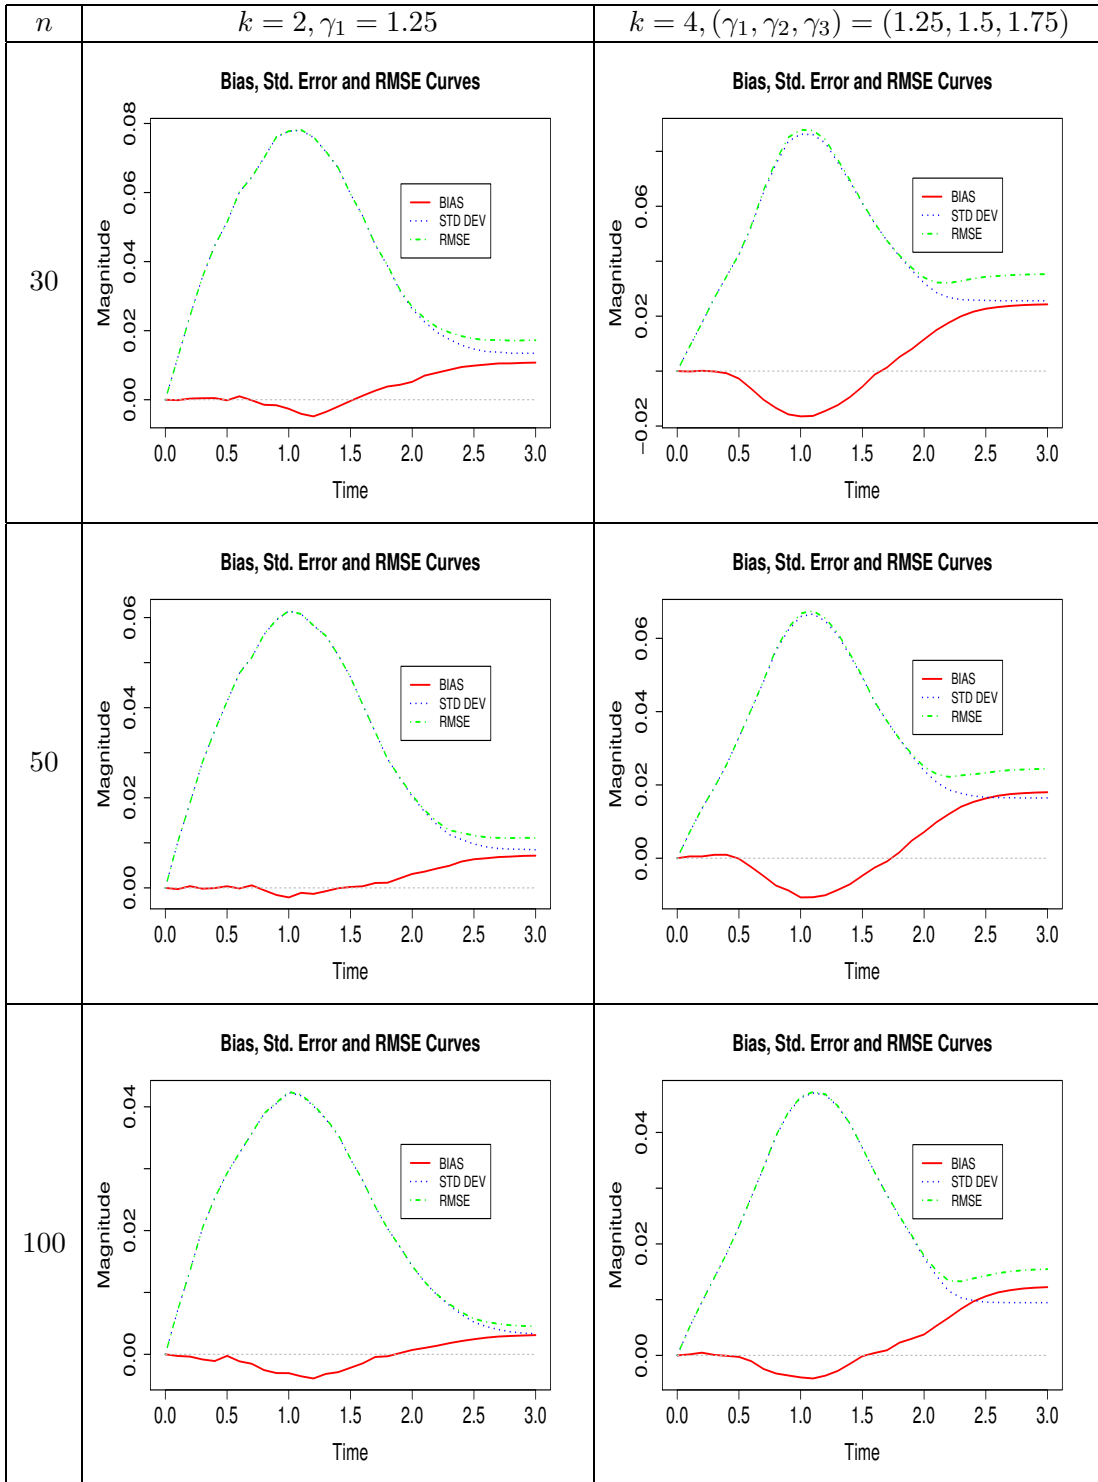 n k = 2, γ1 = 1.25 k = 4, (γ1, γ2, γ3) = (1.25, 1.5, 1.75)
30
Bias, Std. Error and RMSE Curves
Magnitude
0.00 0.02 0.04 0.06 0.08
BIAS
STD DEV
RMSE
0.0 0.5 1.0 1.5 2.0 2.5 3.0
Time
Bias, Std. Error and RMSE Curves
Magnitude
−0.02 0.02 0.06
BIAS
STD DEV
RMSE
0.0 0.5 1.0 1.5 2.0 2.5 3.0
Time
50
Bias, Std. Error and RMSE Curves
Magnitude
0.00 0.02 0.04 0.06
BIAS
STD DEV
RMSE
0.0 0.5 1.0 1.5 2.0 2.5 3.0
Time
Bias, Std. Error and RMSE Curves
Magnitude
0.00 0.02 0.04 0.06
BIAS
STD DEV
RMSE
0.0 0.5 1.0 1.5 2.0 2.5 3.0
Time
100
Bias, Std. Error and RMSE Curves
Magnitude
0.00 0.02 0.04
BIAS
STD DEV
RMSE
0.0 0.5 1.0 1.5 2.0 2.5 3.0
Time
Bias, Std. Error and RMSE Curves
Magnitude
0.00 0.02 0.04
BIAS
STD DEV
RMSE
0.0 0.5 1.0 1.5 2.0 2.5 3.0
Time